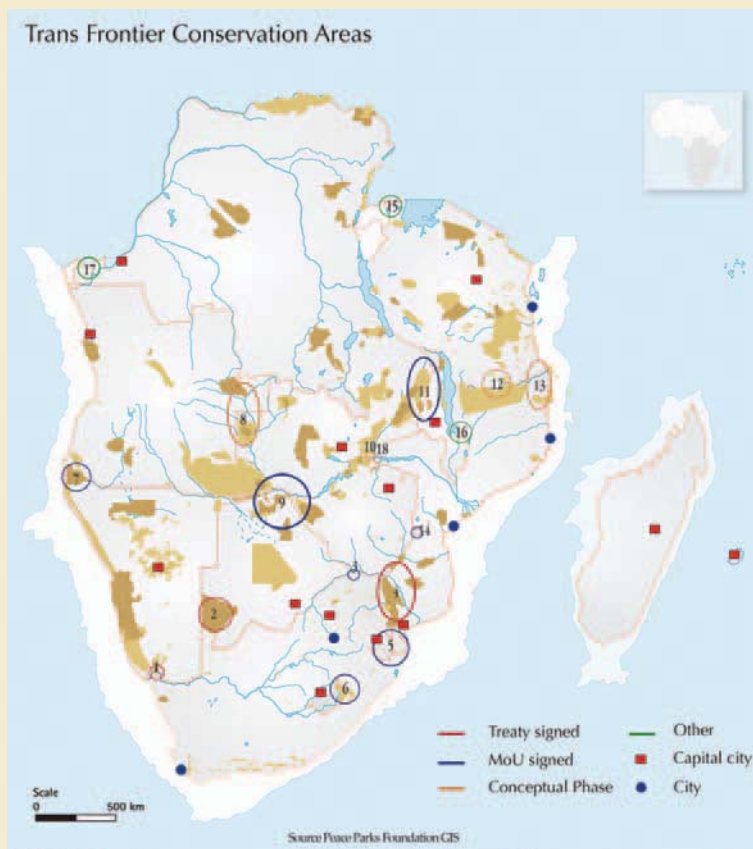 Trans Frontier Conservation Areas
15
17
12
13
11
8
16
10 18
7
9
14
3
4
2
1
5
6
Treaty signed
MoU signed
Conceptual Phase
Other
Capital city
City
Scale
0 500 km
Source Peace Parks Foundation GIS